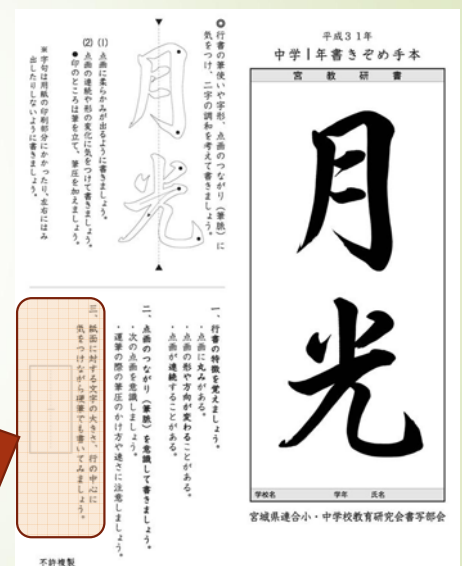 平成31年
中学1年書きぞめ手本
宮教研書
月光
学校名 学年 氏名
宮城県連合小・中学校教育研究会書写部会
行書の筆使いや字形、点画のつながり(筆脈)に
気をつけ、二字の調和を考えて書きましょう。
月光
(1) 点画に柔らかみが出るように書きましょう。
(2) 点画の連続や形の変化に気をつけて書きましょう。
●印のところは筆を立て、筆圧を加えましょう。
※字句は用紙の印刷部分にかかったり、左右にはみ
出したりしないように書きましょう。
一、行書の特徴を覚えましょう。
・点画に丸みがある。
・点画の形や方向が変わることがある。
・点画が連続することがある。
二、点画のつながり(筆脈)を意識して書きましょう。
・次の点画を意識しましょう。
・運筆の際の筆圧のかけ方や速さに注意しましょう。
三、紙面に対する文字の大きさ、行の中心に
気をつけながら硬筆でも書いてみましょう。
不許複製